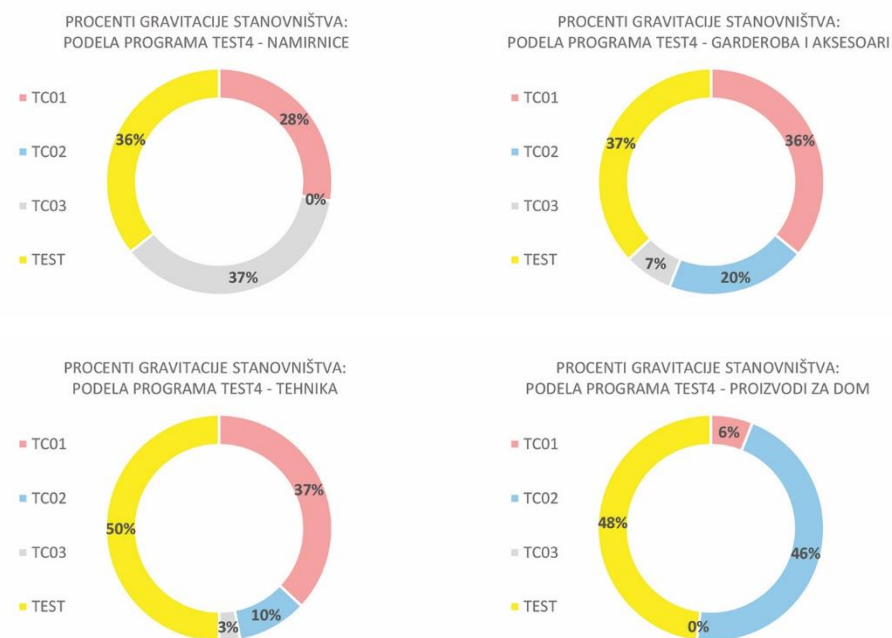 PROCENTI GRAVITACIJE STANOVNIŠTVA:
PODELA PROGRAMA TEST4 - NAMIRNICE
TC01
TC02
TC03
TEST
28%
0%
37%
36%
PROCENTI GRAVITACIJE STANOVNIŠTVA:
PODELA PROGRAMA TEST4 - GARDEROBA I AKSESOARI
TC01
TC02
TC03
TEST
36%
20%
7%
37%
PROCENTI GRAVITACIJE STANOVNIŠTVA:
PODELA PROGRAMA TEST4 - TEHNIKA
TC01
TC02
TC03
TEST
37%
10%
3%
50%
PROCENTI GRAVITACIJE STANOVNIŠTVA:
PODELA PROGRAMA TEST4 - PROIZVODI ZA DOM
TC01
TC02
TC03
TEST
6%
46%
0%
48%